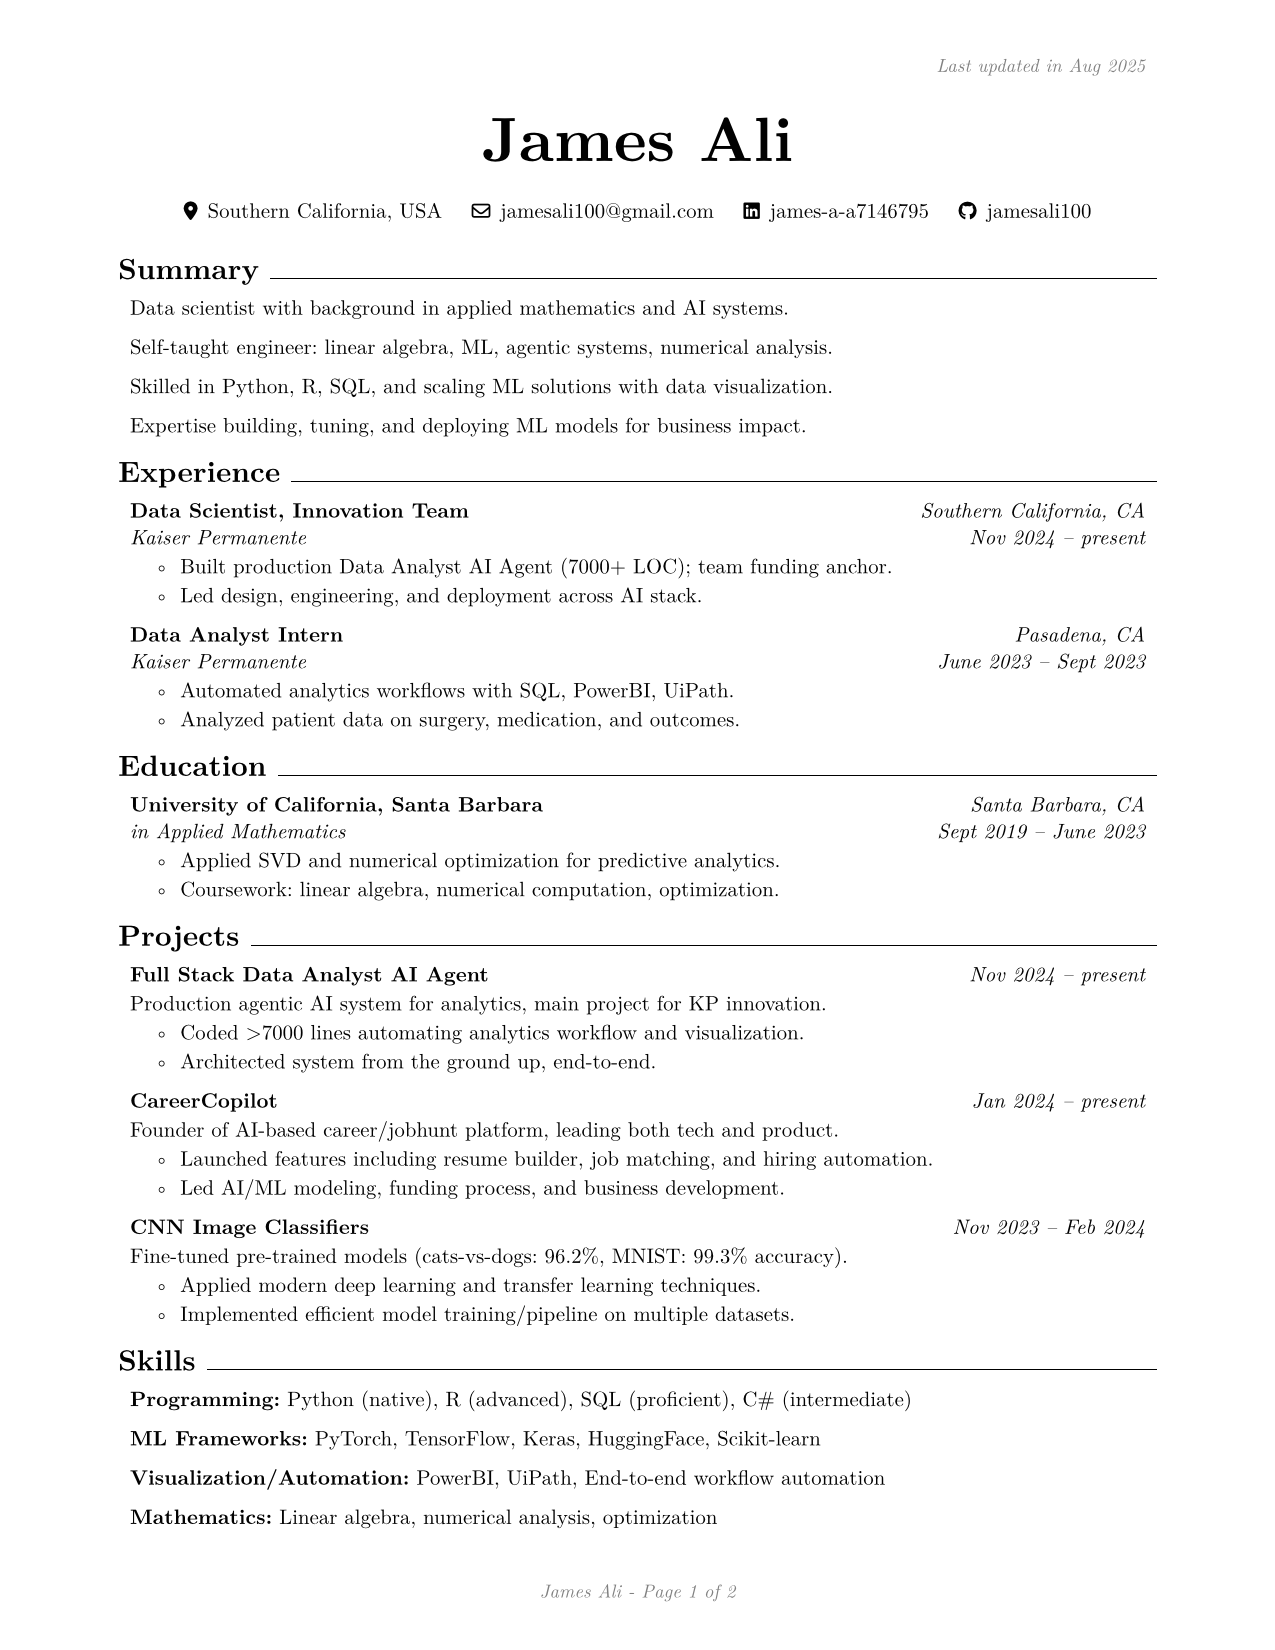 Last updated in Aug 2025
James Ali
Southern California, USA jamesali100@gmail.com james-a-a7146795 jamesali100
Summary
Data scientist with background in applied mathematics and AI systems.
Self-taught engineer: linear algebra, ML, agentic systems, numerical analysis.
Skilled in Python, R, SQL, and scaling ML solutions with data visualization.
Expertise building, tuning, and deploying ML models for business impact.
Experience
Data Scientist, Innovation Team Southern California, CA
Kaiser Permanente Nov 2024 – present
◦ Built production Data Analyst AI Agent (7000+ LOC); team funding anchor.
◦ Led design, engineering, and deployment across AI stack.
Data Analyst Intern Pasadena, CA
Kaiser Permanente June 2023 – Sept 2023
◦ Automated analytics workflows with SQL, PowerBI, UiPath.
◦ Analyzed patient data on surgery, medication, and outcomes.
Education
University of California, Santa Barbara Santa Barbara, CA
in Applied Mathematics Sept 2019 – June 2023
◦ Applied SVD and numerical optimization for predictive analytics.
◦ Coursework: linear algebra, numerical computation, optimization.
Projects
Full Stack Data Analyst AI Agent Nov 2024 – present
Production agentic AI system for analytics, main project for KP innovation.
◦ Coded >7000 lines automating analytics workflow and visualization.
◦ Architected system from the ground up, end-to-end.
CareerCopilot Jan 2024 – present
Founder of AI-based career/jobhunt platform, leading both tech and product.
◦ Launched features including resume builder, job matching, and hiring automation.
◦ Led AI/ML modeling, funding process, and business development.
CNN Image Classifiers Nov 2023 – Feb 2024
Fine-tuned pre-trained models (cats-vs-dogs: 96.2%, MNIST: 99.3% accuracy).
◦ Applied modern deep learning and transfer learning techniques.
◦ Implemented efficient model training/pipeline on multiple datasets.
Skills
Programming: Python (native), R (advanced), SQL (proficient), C# (intermediate)
ML Frameworks: PyTorch, TensorFlow, Keras, HuggingFace, Scikit-learn
Visualization/Automation: PowerBI, UiPath, End-to-end workflow automation
Mathematics: Linear algebra, numerical analysis, optimization
James Ali - Page 1 of 2